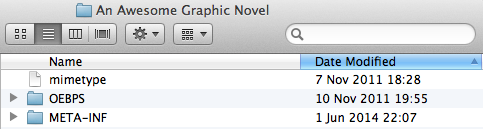 An Awesome Graphic Novel
Name Date Modified
mimetype 7 Nov 2011 18:28
OEBPS 10 Nov 2011 19:55
META-INF 1 Jun 2014 22:07